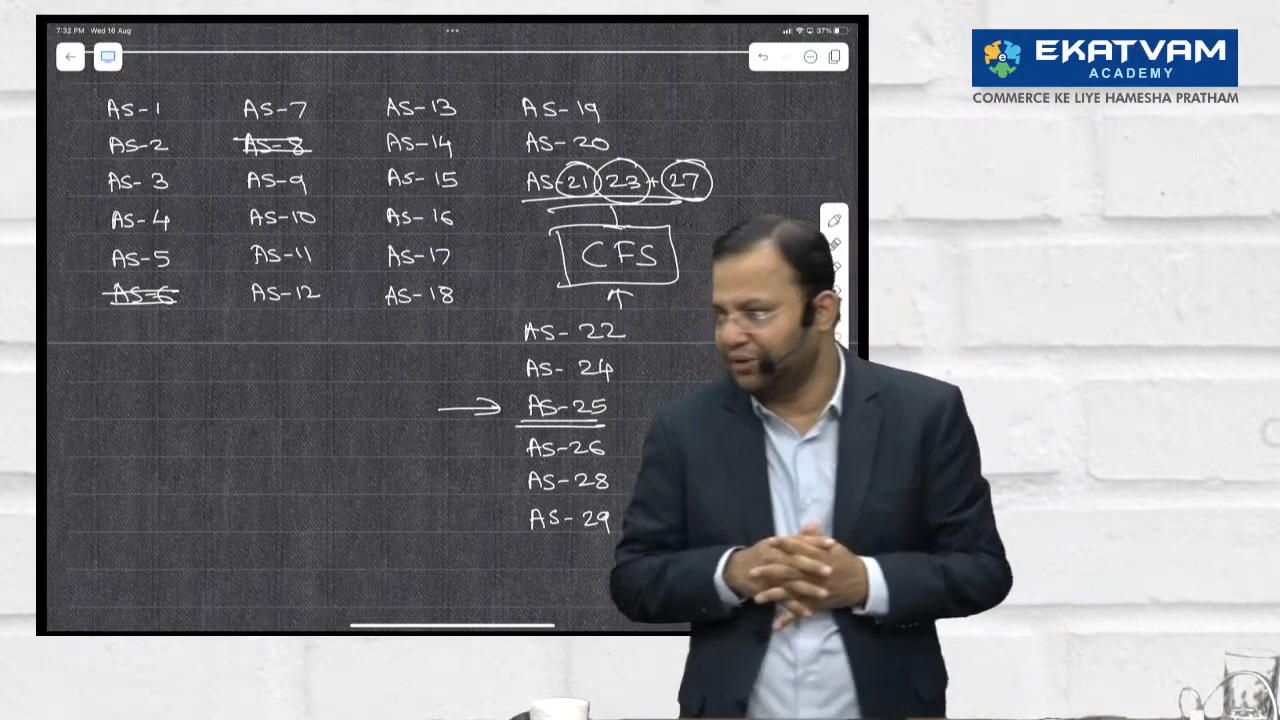 7:32 PM Wed 16 Aug
37%
EKATVAM
ACADEMY
COMMERCE KE LIYE HAMESHA PRATHAM
AS-1 AS-7 AS-13 AS-19
AS-2 AS-8 AS-14 AS-20
AS-3 AS-9 AS-15 AS-21 23+27
AS-4 AS-10 AS-16
AS-5 AS-11 AS-17 CFS
AS-6 AS-12 AS-18
AS-22
AS-24
→ AS-25
AS-26
AS-28
AS-29